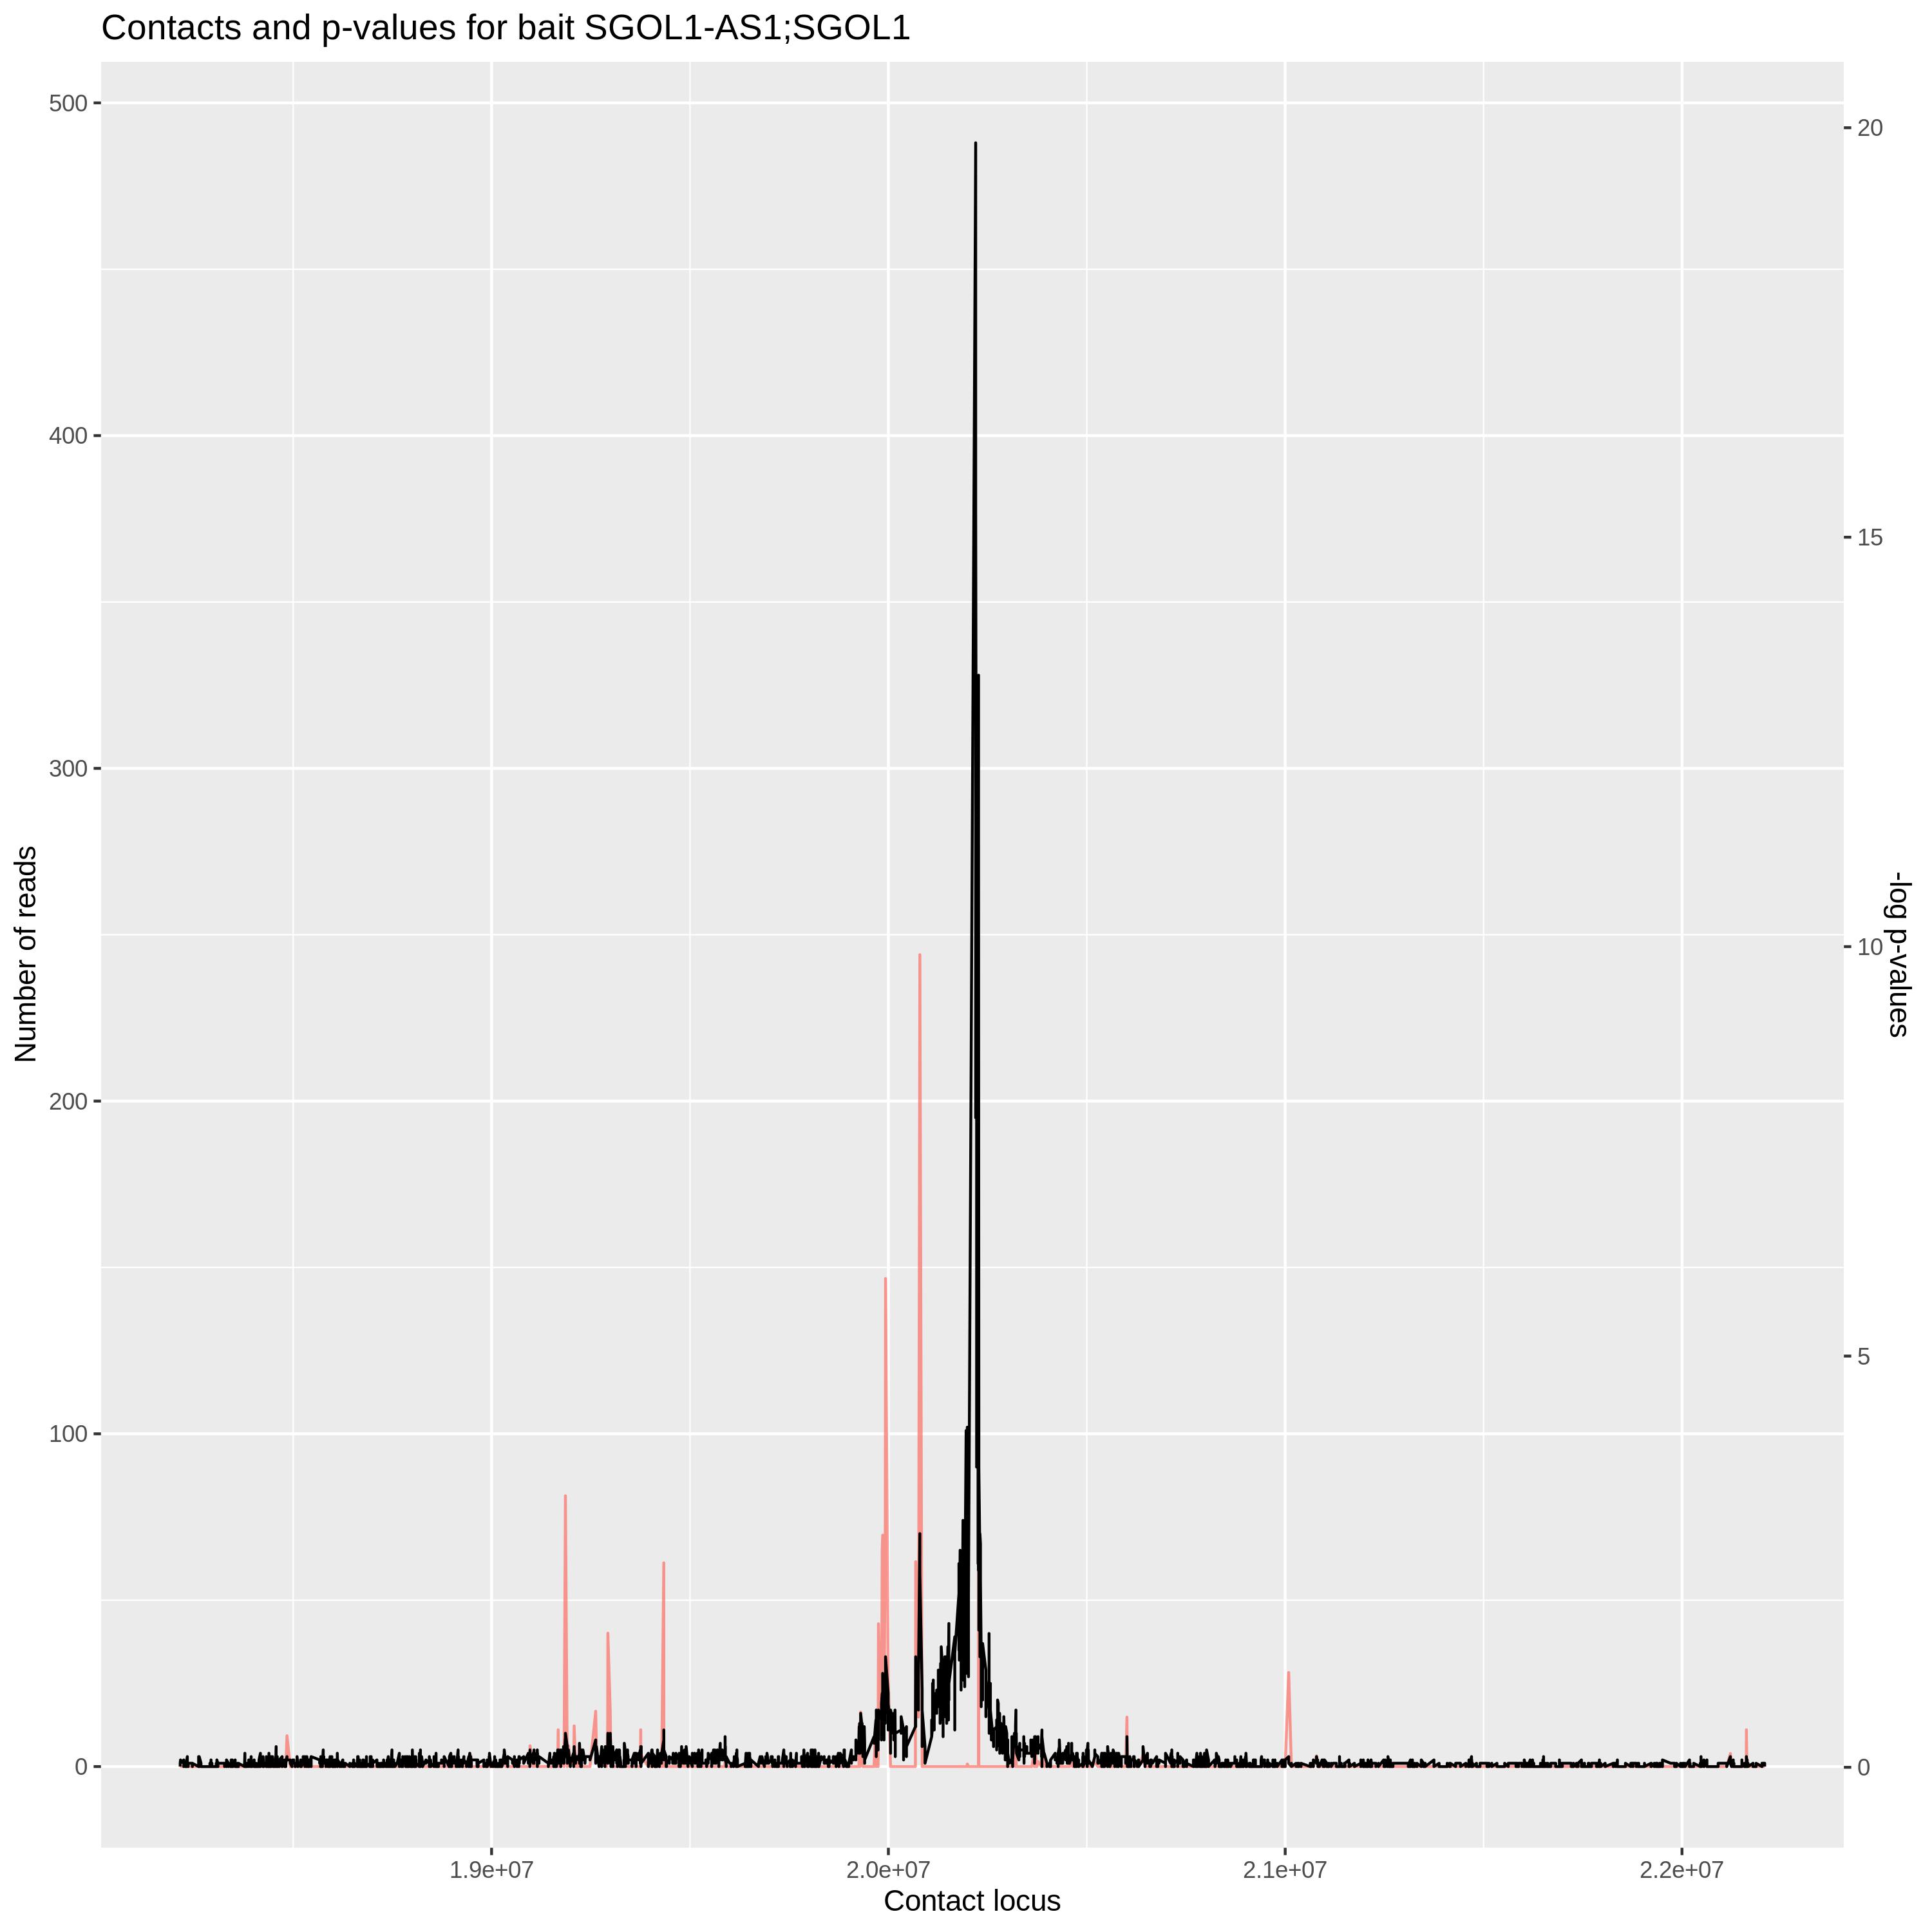 Contacts and p-values for bait SGOL1-AS1;SGOL1
500
400
300
200
100
0
Number of reads
20
15
10
5
0
-log p-values
1.9e+07
2.0e+07
2.1e+07
2.2e+07
Contact locus